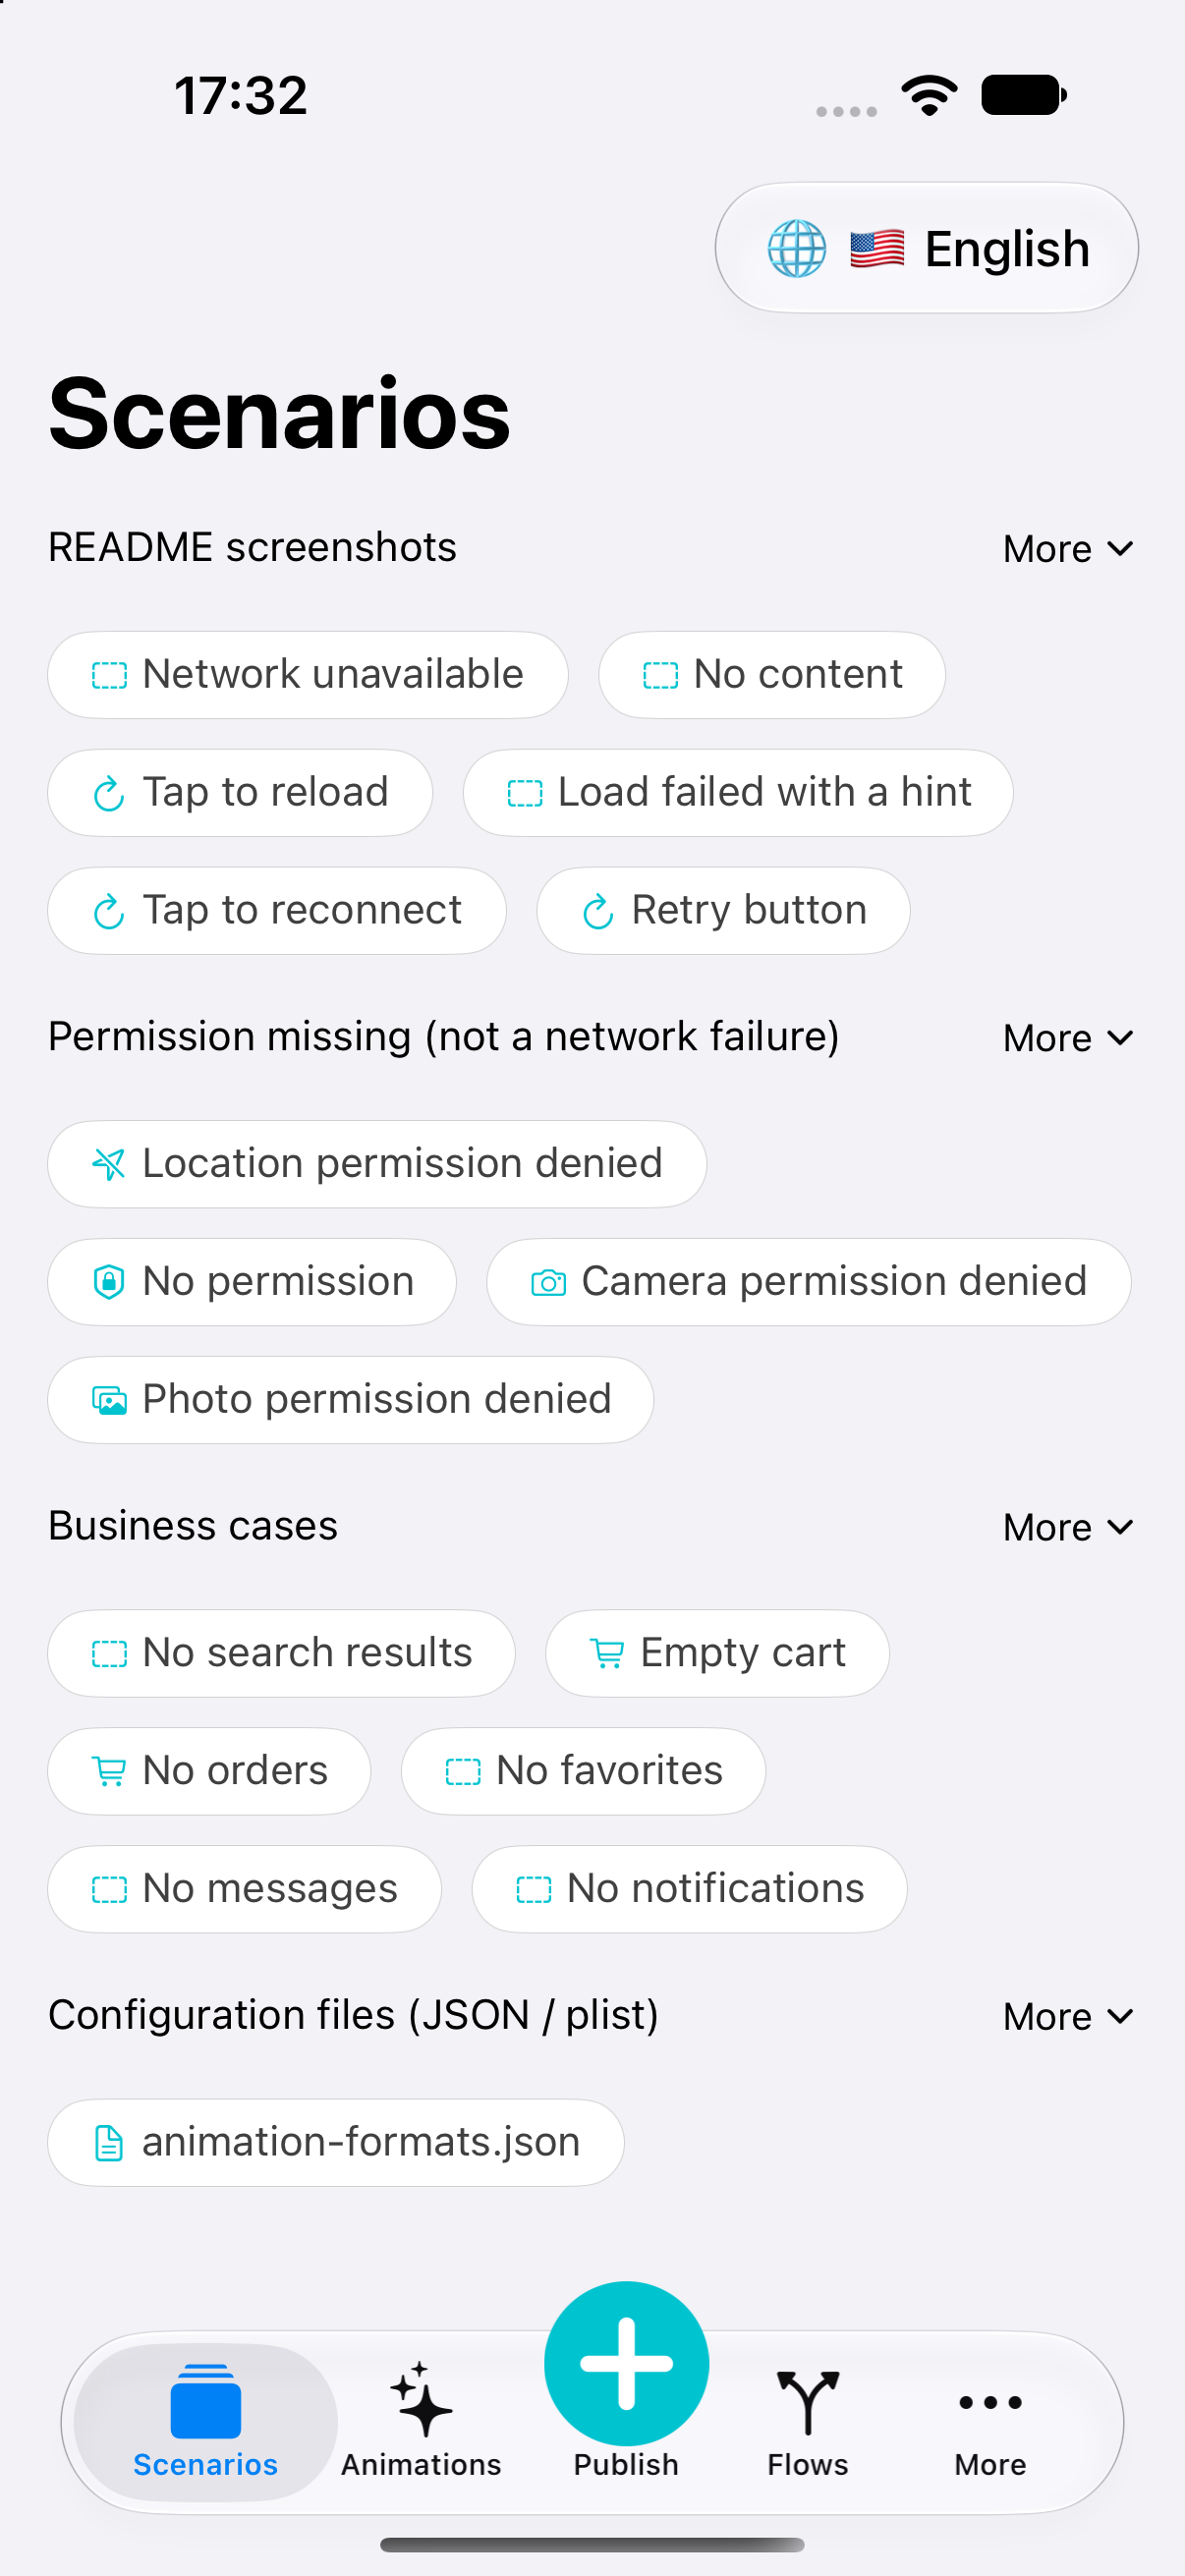 17:32
English
Scenarios
README screenshots
More
Network unavailable
No content
Tap to reload
Load failed with a hint
Tap to reconnect
Retry button
Permission missing (not a network failure)
More
Location permission denied
No permission
Camera permission denied
Photo permission denied
Business cases
More
No search results
Empty cart
No orders
No favorites
No messages
No notifications
Configuration files (JSON / plist)
More
animation-formats.json
Scenarios
Animations
Publish
Flows
More